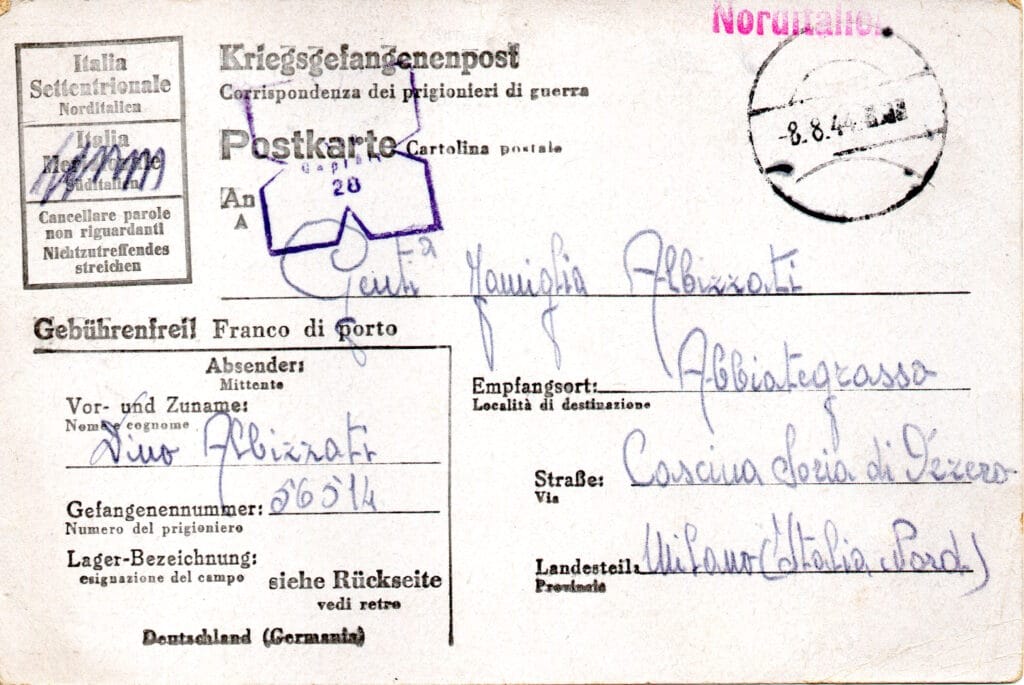 Norditalien
Italia
Settentrionale
Norditalien
Italia
Süditalien
Cancellare parole
non riguardanti
Nichtzutreffendes
streichen
Kriegsgefangenenpost
Corrispondenza dei prigionieri di guerra
Postkarte Cartolina postale
geprüft
28
-8.8.44
An
A
Gent.a Famiglia Albizzati
Gebührenfrei! Franco di porto
Absender:
Mittente
Vor- und Zuname:
Nome e cognome
Dino Albizzati
Gefangenennummer: 56514
Numero del prigioniero
Lager-Bezeichnung:
esignazione del campo
siehe Rückseite
vedi retro
Deutschland (Germania)
Empfangsort: Abbiategrasso
Località di destinazione
Straße: Cascina Soria di
Via
Landesteil: Milano (Italia Nord)
Provincia